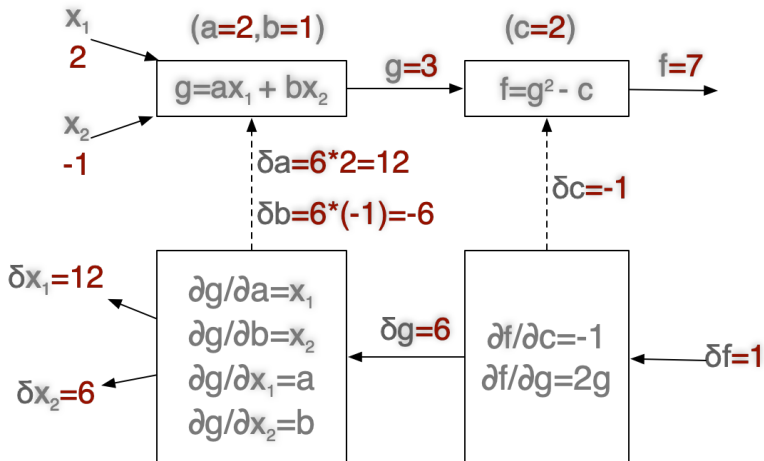 x₁
2
x₂
-1
(a=2,b=1)
g=ax₁ + bx₂
g=3
(c=2)
f=g² - c
f=7
δa=6*2=12
δb=6*(-1)=-6
δc=-1
δx₁=12
δx₂=6
∂g/∂a=x₁
∂g/∂b=x₂
∂g/∂x₁=a
∂g/∂x₂=b
δg=6
∂f/∂c=-1
∂f/∂g=2g
δf=1